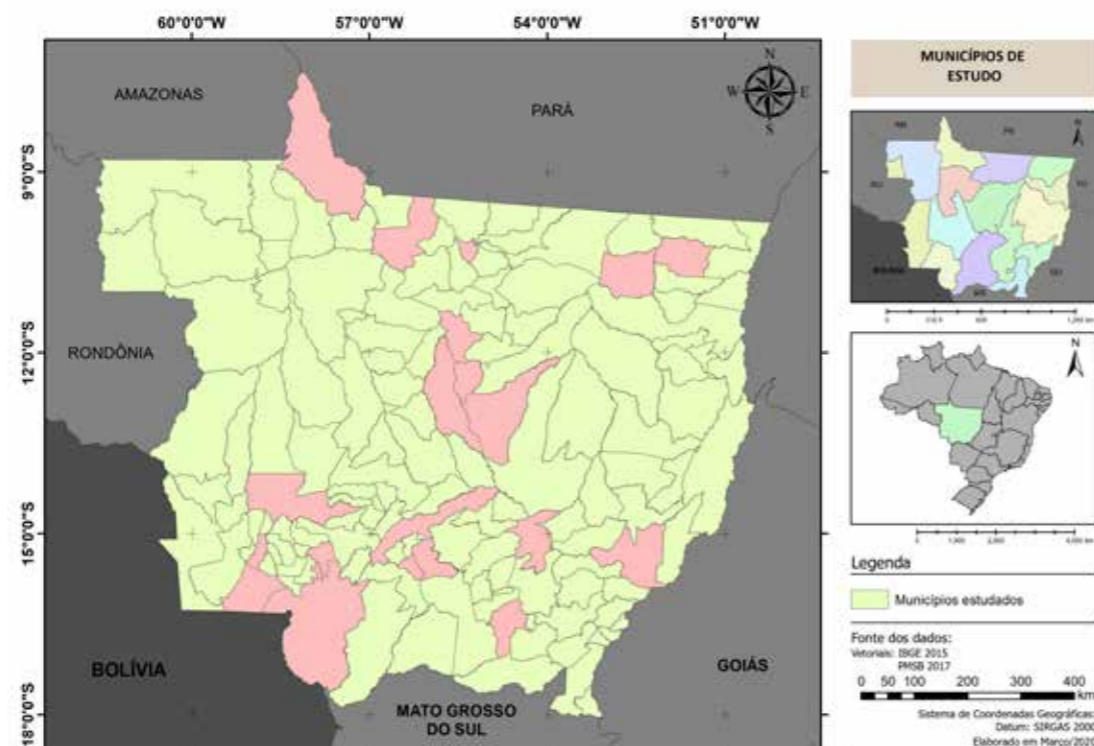 60°0'0"W
57°0'0"W
54°0'0"W
51°0'0"W
9°0'0"S
12°0'0"S
15°0'0"S
18°0'0"S
AMAZONAS
PARÁ
RONDÔNIA
BOLÍVIA
MATO GROSSO
DO SUL
GOIÁS
N
W
E
S
MUNICÍPIOS DE
ESTUDO
N
N
Legenda
Municípios estudados
Fonte dos dados:
Vetoriais: IBGE 2015
PMSB 2017
0 50 100 200 300 400
km
Sistema de Coordenadas Geográficas
Datum: SIRGAS 2000
Elaborado em Março/2020